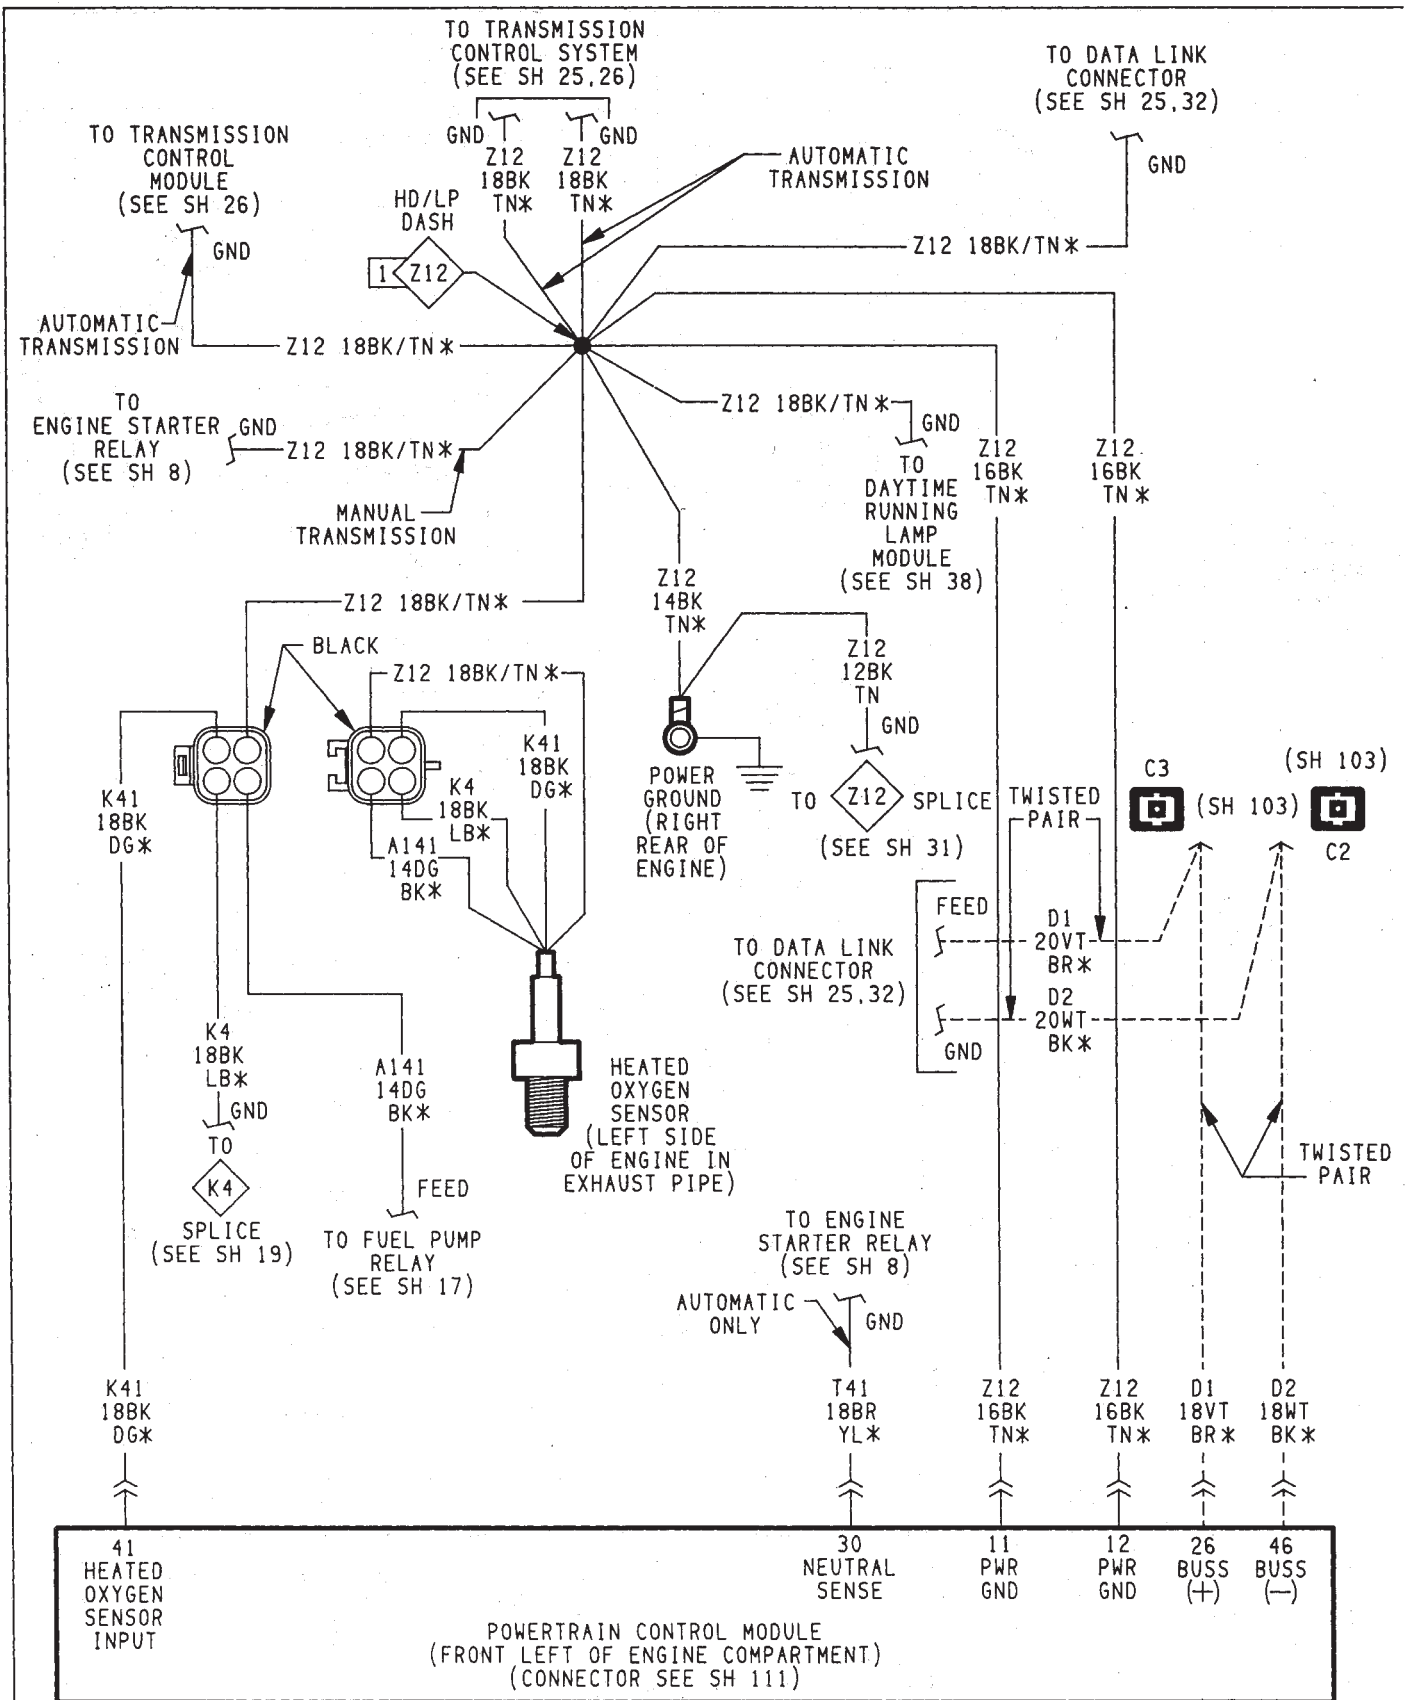 TO TRANSMISSION
CONTROL SYSTEM
(SEE SH 25,26)
GND
GND
Z12
18BK
TN*
Z12
18BK
TN*
TO DATA LINK
CONNECTOR
(SEE SH 25,32)
GND
TO TRANSMISSION
CONTROL
MODULE
(SEE SH 26)
GND
HD/LP
DASH
1
Z12
AUTOMATIC
TRANSMISSION
Z12 18BK/TN*
AUTOMATIC
TRANSMISSION
Z12 18BK/TN*
TO
ENGINE STARTER
RELAY
(SEE SH 8)
GND
Z12 18BK/TN*
MANUAL
TRANSMISSION
Z12 18BK/TN*
GND
TO
DAYTIME
RUNNING
LAMP
MODULE
(SEE SH 38)
Z12
16BK
TN*
Z12
16BK
TN*
Z12 18BK/TN*
BLACK
Z12 18BK/TN*
Z12
14BK
TN*
Z12
12BK
TN
GND
TO
Z12
SPLICE
(SEE SH 31)
POWER
GROUND
(RIGHT
REAR OF
ENGINE)
K41
18BK
DG*
K41
18BK
DG*
K4
18BK
LB*
A141
14DG
BK*
TWISTED
PAIR
C3
(SH 103)
(SH 103)
C2
TO DATA LINK
CONNECTOR
(SEE SH 25,32)
FEED
D1
20VT
BR*
D2
20WT
BK*
GND
K4
18BK
LB*
GND
TO
K4
SPLICE
(SEE SH 19)
A141
14DG
BK*
FEED
TO FUEL PUMP
RELAY
(SEE SH 17)
HEATED
OXYGEN
SENSOR
(LEFT SIDE
OF ENGINE IN
EXHAUST PIPE)
TWISTED
PAIR
TO ENGINE
STARTER RELAY
(SEE SH 8)
AUTOMATIC
ONLY
GND
K41
18BK
DG*
T41
18BR
YL*
Z12
16BK
TN*
Z12
16BK
TN*
D1
18VT
BR*
D2
18WT
BK*
41
HEATED
OXYGEN
SENSOR
INPUT
30
NEUTRAL
SENSE
11
PWR
GND
12
PWR
GND
26
BUSS
(+)
46
BUSS
(—)
POWERTRAIN CONTROL MODULE
(FRONT LEFT OF ENGINE COMPARTMENT)
(CONNECTOR SEE SH 111)